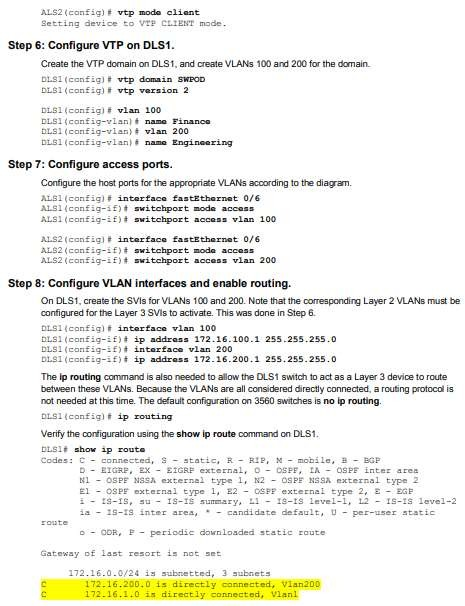 ALS2(config)# vtp mode client
Setting device to VTP CLIENT mode.
Step 6: Configure VTP on DLS1.
Create the VTP domain on DLS1, and create VLANs 100 and 200 for the domain.
DLS1(config)# vtp domain SWPOD
DLS1(config)# vtp version 2
DLS1(config)# vlan 100
DLS1(config-vlan)# name Finance
DLS1(config-vlan)# vlan 200
DLS1(config-vlan)# name Engineering
Step 7: Configure access ports.
Configure the host ports for the appropriate VLANs according to the diagram.
ALS1(config)# interface fastEthernet 0/6
ALS1(config-if)# switchport mode access
ALS1(config-if)# switchport access vlan 100
ALS2(config)# interface fastEthernet 0/6
ALS2(config-if)# switchport mode access
ALS2(config-if)# switchport access vlan 200
Step 8: Configure VLAN interfaces and enable routing.
On DLS1, create the SVIs for VLANs 100 and 200. Note that the corresponding Layer 2 VLANs must be
configured for the Layer 3 SVIs to activate. This was done in Step 6.
DLS1(config)# interface vlan 100
DLS1(config-if)# ip address 172.16.100.1 255.255.255.0
DLS1(config-if)# interface vlan 200
DLS1(config-if)# ip address 172.16.200.1 255.255.255.0
The ip routing command is also needed to allow the DLS1 switch to act as a Layer 3 device to route
between these VLANs. Because the VLANs are all considered directly connected, a routing protocol is
not needed at this time. The default configuration on 3560 switches is no ip routing.
DLS1(config)# ip routing
Verify the configuration using the show ip route command on DLS1.
DLS1# show ip route
Codes: C - connected, S - static, R - RIP, M - mobile, B - BGP
D - EIGRP, EX - EIGRP external, O - OSPF, IA - OSPF inter area
N1 - OSPF NSSA external type 1, N2 - OSPF NSSA external type 2
E1 - OSPF external type 1, E2 - OSPF external type 2, E - EGP
i - IS-IS, su - IS-IS summary, L1 - IS-IS level-1, L2 - IS-IS level-2
ia - IS-IS inter area, * - candidate default, U - per-user static
route
o - ODR, P - periodic downloaded static route
Gateway of last resort is not set
172.16.0.0/24 is subnetted, 3 subnets
C 172.16.200.0 is directly connected, Vlan200
C 172.16.1.0 is directly connected, Vlan1